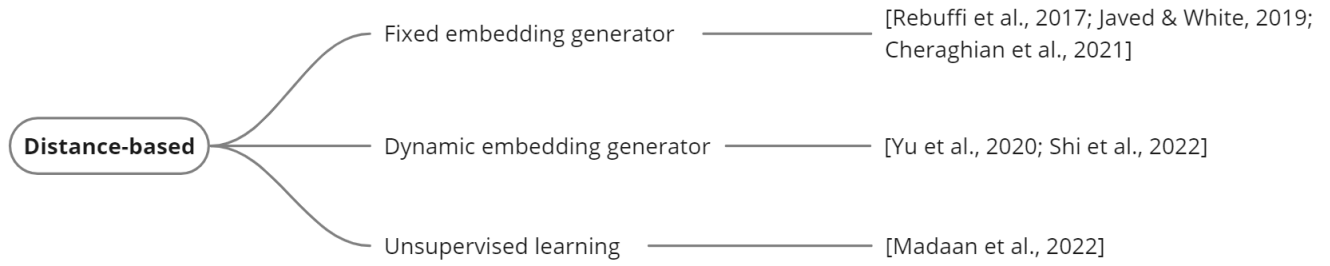 Distance-based
Fixed embedding generator
[Rebuffi et al., 2017; Javed & White, 2019;
Cheraghian et al., 2021]
Dynamic embedding generator
[Yu et al., 2020; Shi et al., 2022]
Unsupervised learning
[Madaan et al., 2022]